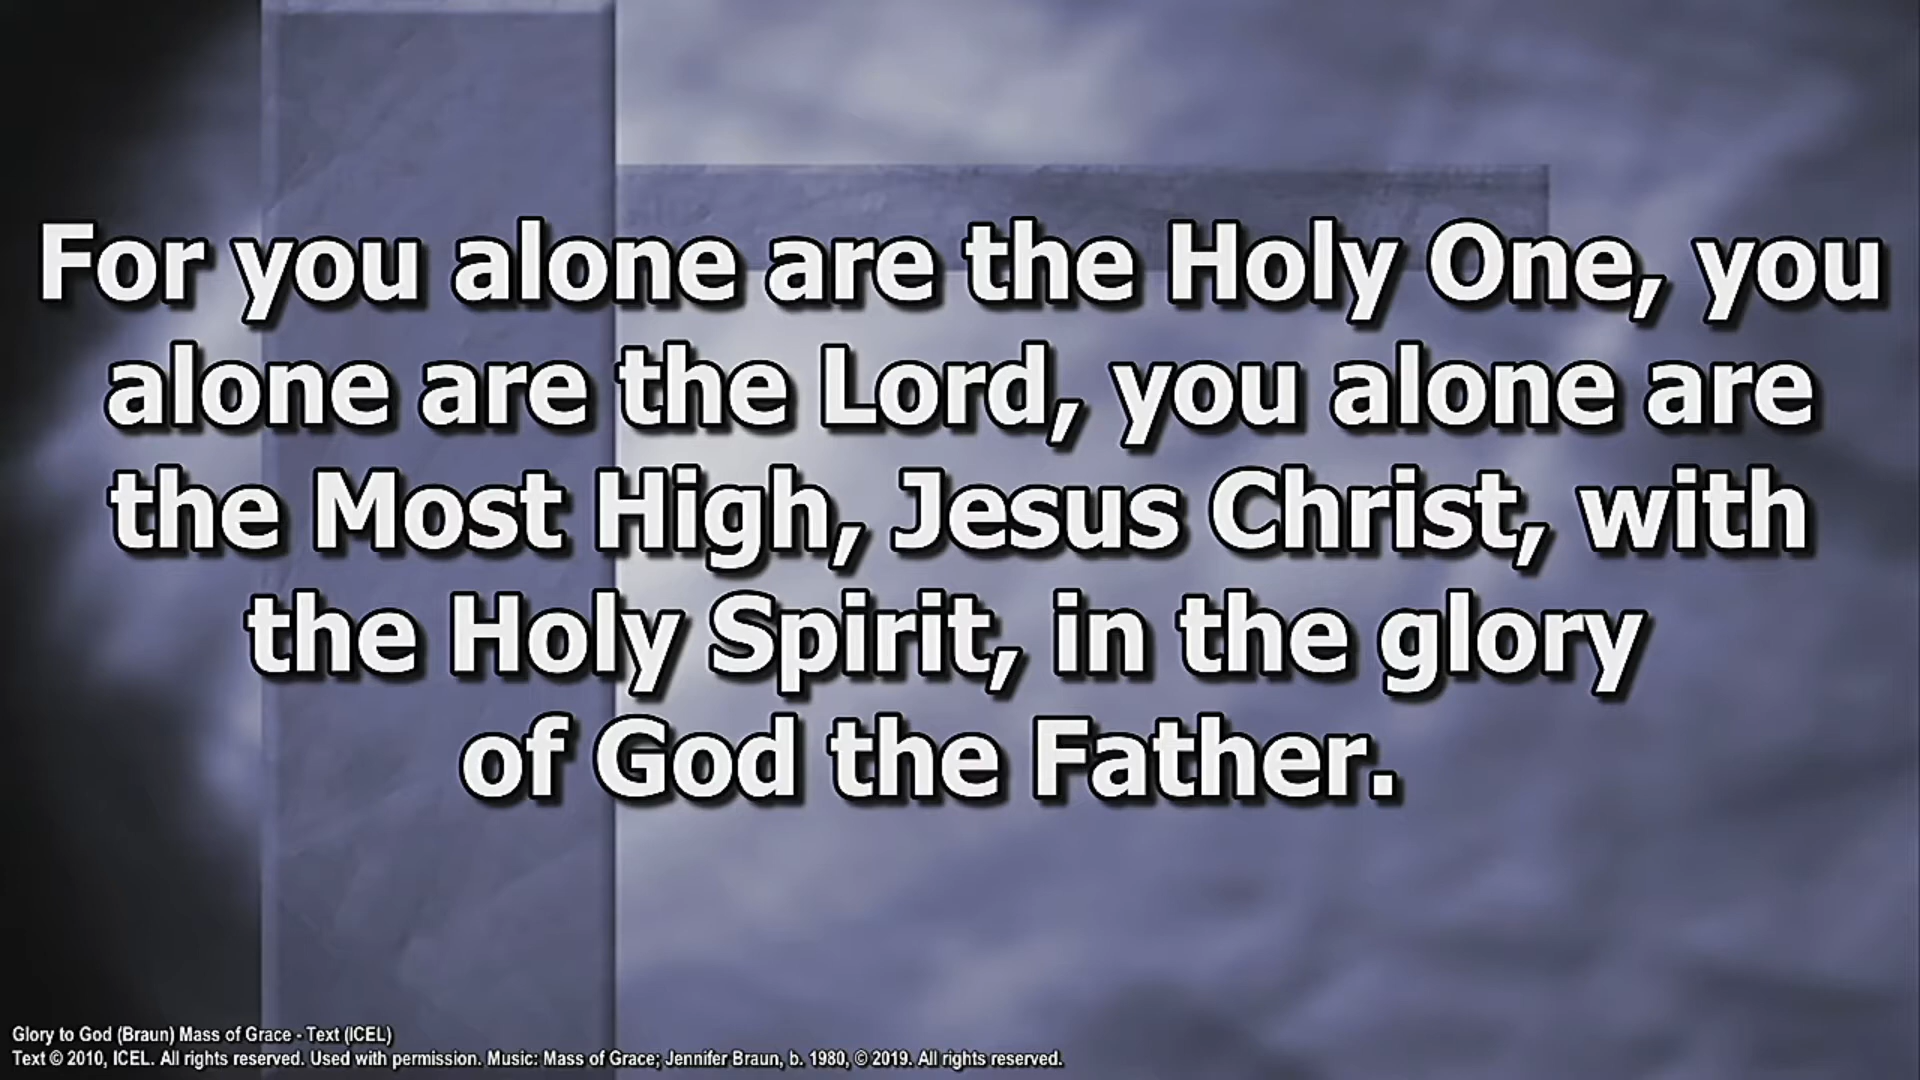 For you alone are the Holy One, you
alone are the Lord, you alone are
the Most High, Jesus Christ, with
the Holy Spirit, in the glory
of God the Father.
Glory to God (Braun) Mass of Grace - Text (ICEL)
Text © 2010, ICEL. All rights reserved. Used with permission. Music: Mass of Grace; Jennifer Braun, b. 1980, © 2019. All rights reserved.